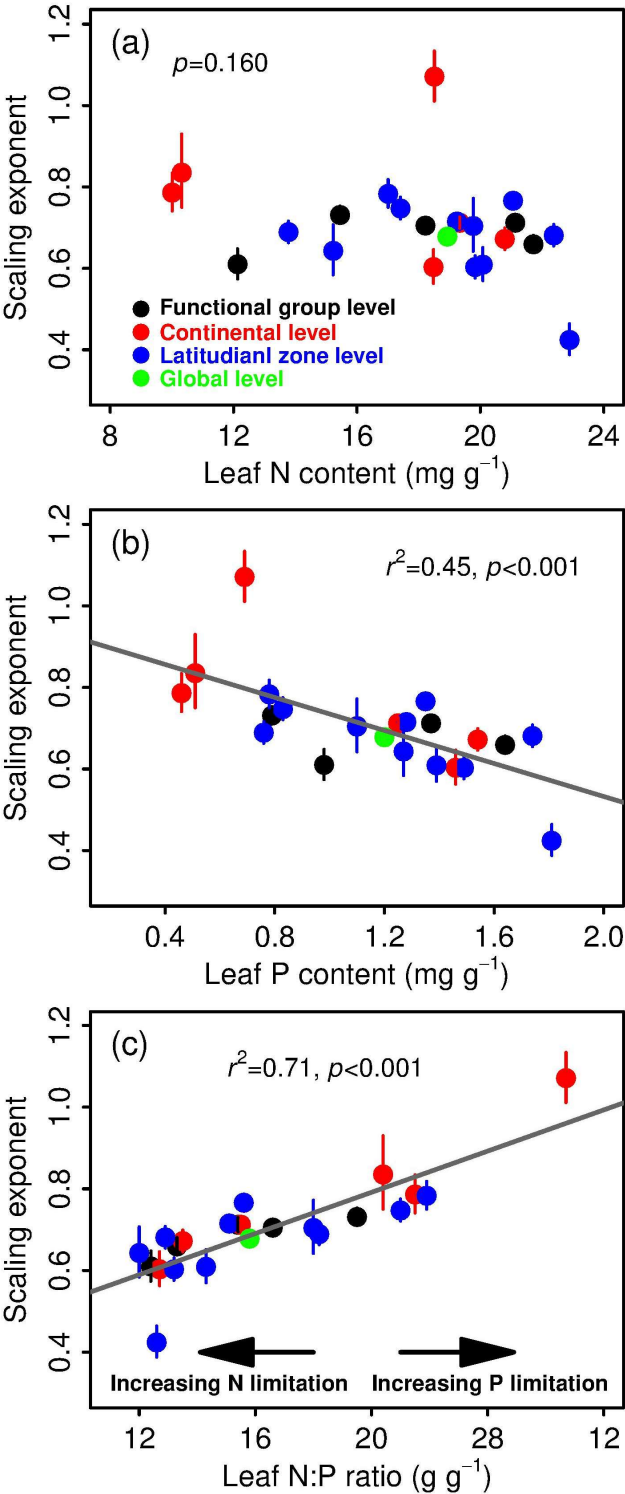 (a)
p=0.160
Scaling exponent
1.2
1.0
0.8
0.6
0.4
Functional group level
Continental level
Latitudianl zone level
Global level
8 12 16 20 24
Leaf N content (mg g⁻¹)
(b)
r²=0.45, p<0.001
Scaling exponent
1.2
1.0
0.8
0.6
0.4
0.4 0.8 1.2 1.6 2.0
Leaf P content (mg g⁻¹)
(c)
r²=0.71, p<0.001
Scaling exponent
1.2
1.0
0.8
0.6
0.4
Increasing N limitation
Increasing P limitation
12 16 20 28 12
Leaf N:P ratio (g g⁻¹)